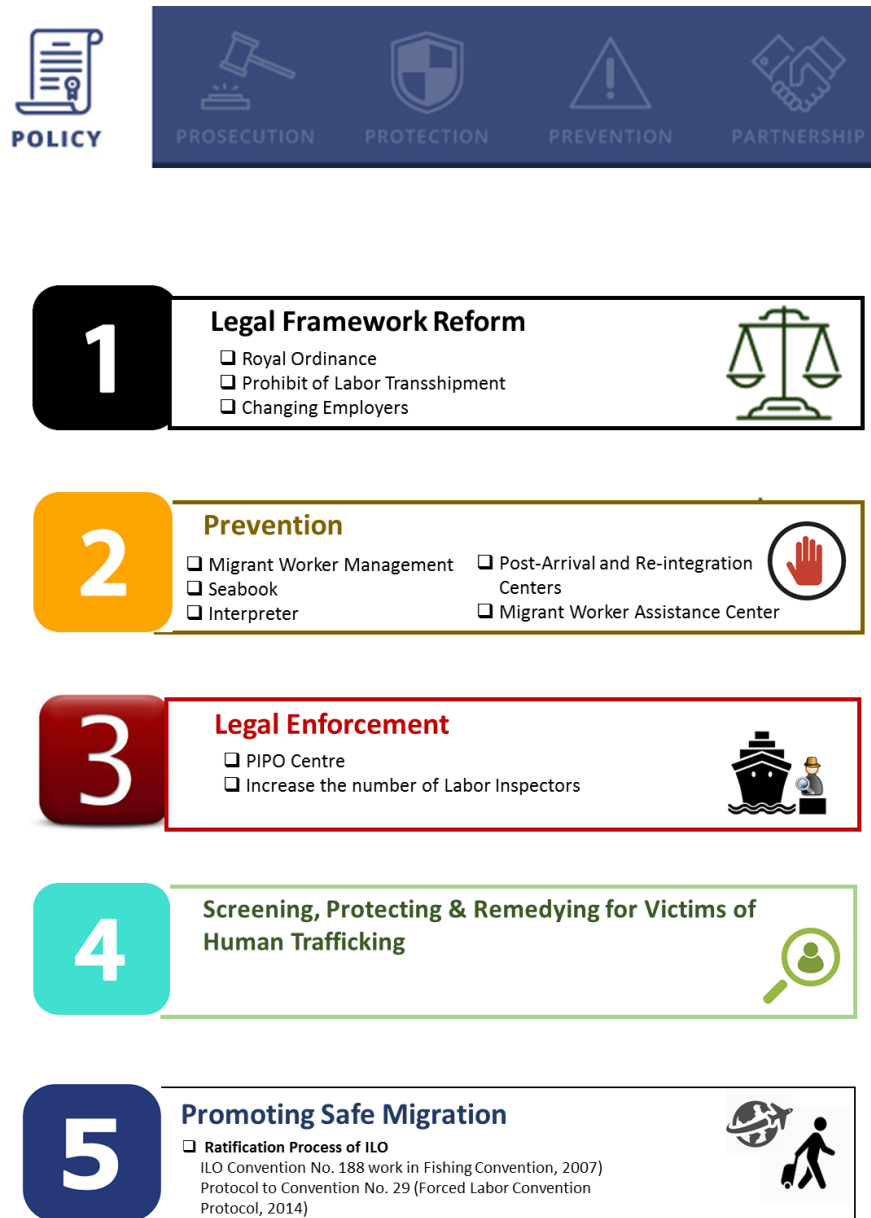 POLICY
PROSECUTION
PROTECTION
PREVENTION
PARTNERSHIP
1
Legal Framework Reform
Royal Ordinance
Prohibit of Labor Transshipment
Changing Employers
2
Prevention
Migrant Worker Management
Seabook
Interpreter
Post-Arrival and Re-integration
Centers
Migrant Worker Assistance Center
3
Legal Enforcement
PIPO Centre
Increase the number of Labor Inspectors
4
Screening, Protecting & Remedying for Victims of
Human Trafficking
5
Promoting Safe Migration
Ratification Process of ILO
ILO Convention No. 188 work in Fishing Convention, 2007)
Protocol to Convention No. 29 (Forced Labor Convention
Protocol, 2014)